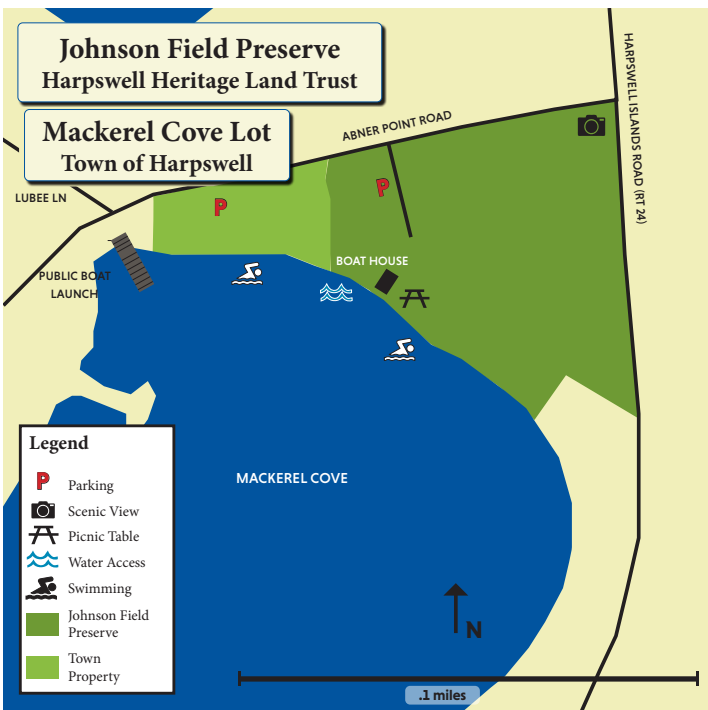 Johnson Field Preserve
Harpswell Heritage Land Trust
Mackerel Cove Lot
Town of Harpswell
ABNER POINT ROAD
HARPSWELL ISLANDS ROAD (RT 24)
LUBEE LN
P
P
PUBLIC BOAT
LAUNCH
BOAT HOUSE
MACKEREL COVE
Legend
P Parking
Scenic View
Picnic Table
Water Access
Swimming
Johnson Field
Preserve
Town
Property
N
.1 miles